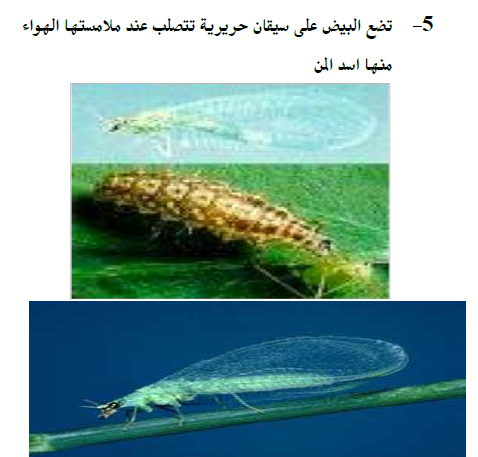 5- تضع البيض على سيقان حريرية تتصلب عند ملامستها الهواء
منها اسد المن